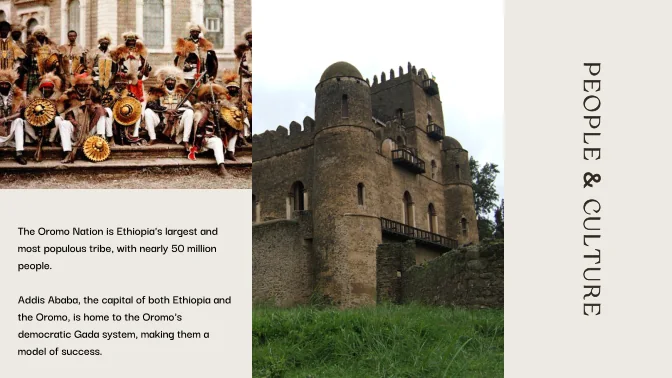 The Oromo Nation is Ethiopia's largest and
most populous tribe, with nearly 50 million
people.
Addis Ababa, the capital of both Ethiopia and
the Oromo, is home to the Oromo's
democratic Gada system, making them a
model of success.
PEOPLE & CULTURE